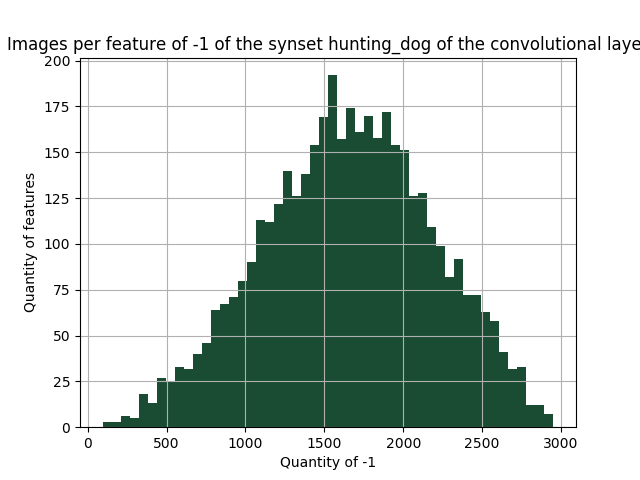 Images per feature of -1 of the synset hunting_dog of the convolutional laye
200
175
150
125
100
75
50
25
0
Quantity of features
0 500 1000 1500 2000 2500 3000
Quantity of -1